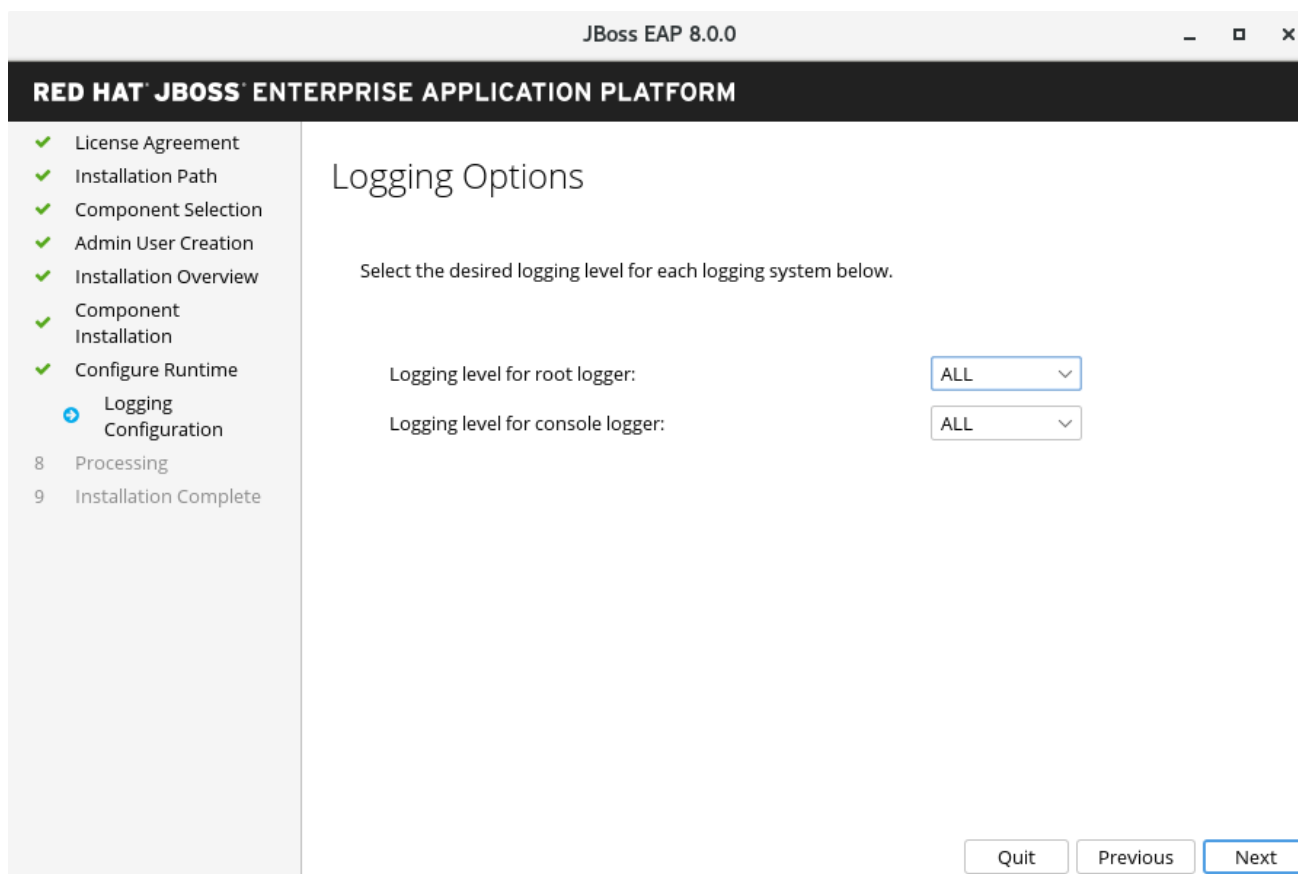 JBoss EAP 8.0.0
RED HAT® JBOSS® ENTERPRISE APPLICATION PLATFORM
License Agreement
Installation Path
Component Selection
Admin User Creation
Installation Overview
Component
Installation
Configure Runtime
Logging
Configuration
8 Processing
9 Installation Complete
Logging Options
Select the desired logging level for each logging system below.
Logging level for root logger: ALL
Logging level for console logger: ALL
Quit Previous Next